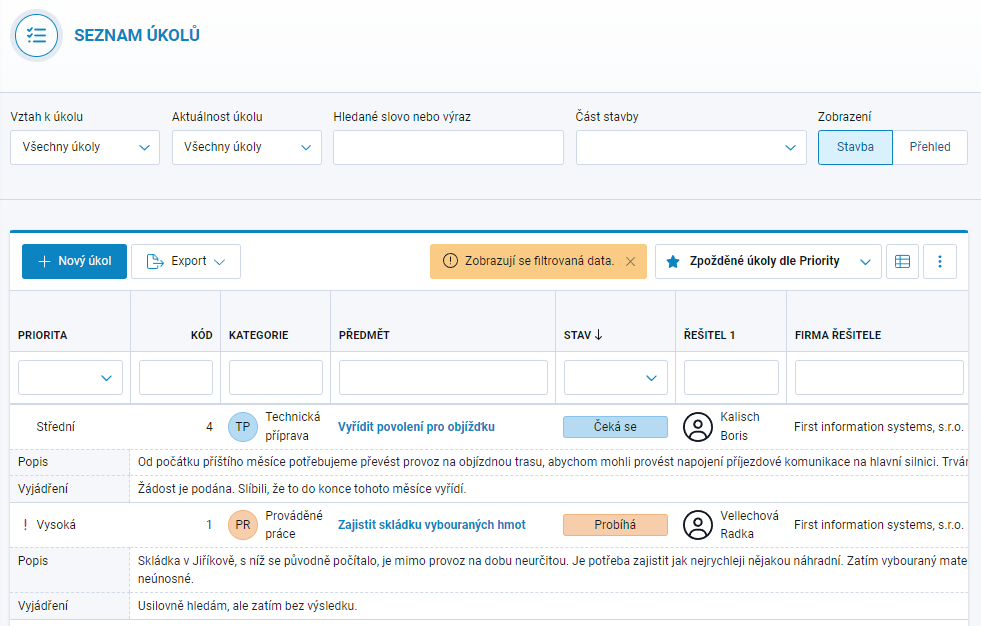 SEZNAM ÚKOLŮ
Vztah k úkolu Aktuálnost úkolu Hledané slovo nebo výraz Část stavby Zobrazení
Všechny úkoly Všechny úkoly Stavba Přehled
Nový úkol Export Zobrazují se filtrovaná data. Zpožděné úkoly dle Priority
PRIORITA KÓD KATEGORIE PŘEDMĚT STAV ŘEŠITEL 1 FIRMA ŘEŠITELE
Střední 4 TP Technická příprava Vyřídit povolení pro objížďku Čeká se Kalisch Boris First information systems, s.r.o.
Popis Od počátku příštího měsíce potřebujeme převést provoz na objízdnou trasu, abychom mohli provést napojení příjezdové komunikace na hlavní silnici. Trvár
Vyjádření Žádost je podána. Slíbili, že to do konce tohoto měsíce vyřídí.
! Vysoká 1 PR Prováděné práce Zajistit skládku vybouraných hmot Probíhá Vellechová Radka First information systems, s.r.o.
Popis Skládka v Jiříkově, s níž se původně počítalo, je mimo provoz na dobu neurčitou. Je potřeba zajistit jak nejrychleji nějakou náhradní. Zatím vybouraný mate
neúnosné.
Vyjádření Usilovně hledám, ale zatím bez výsledku.